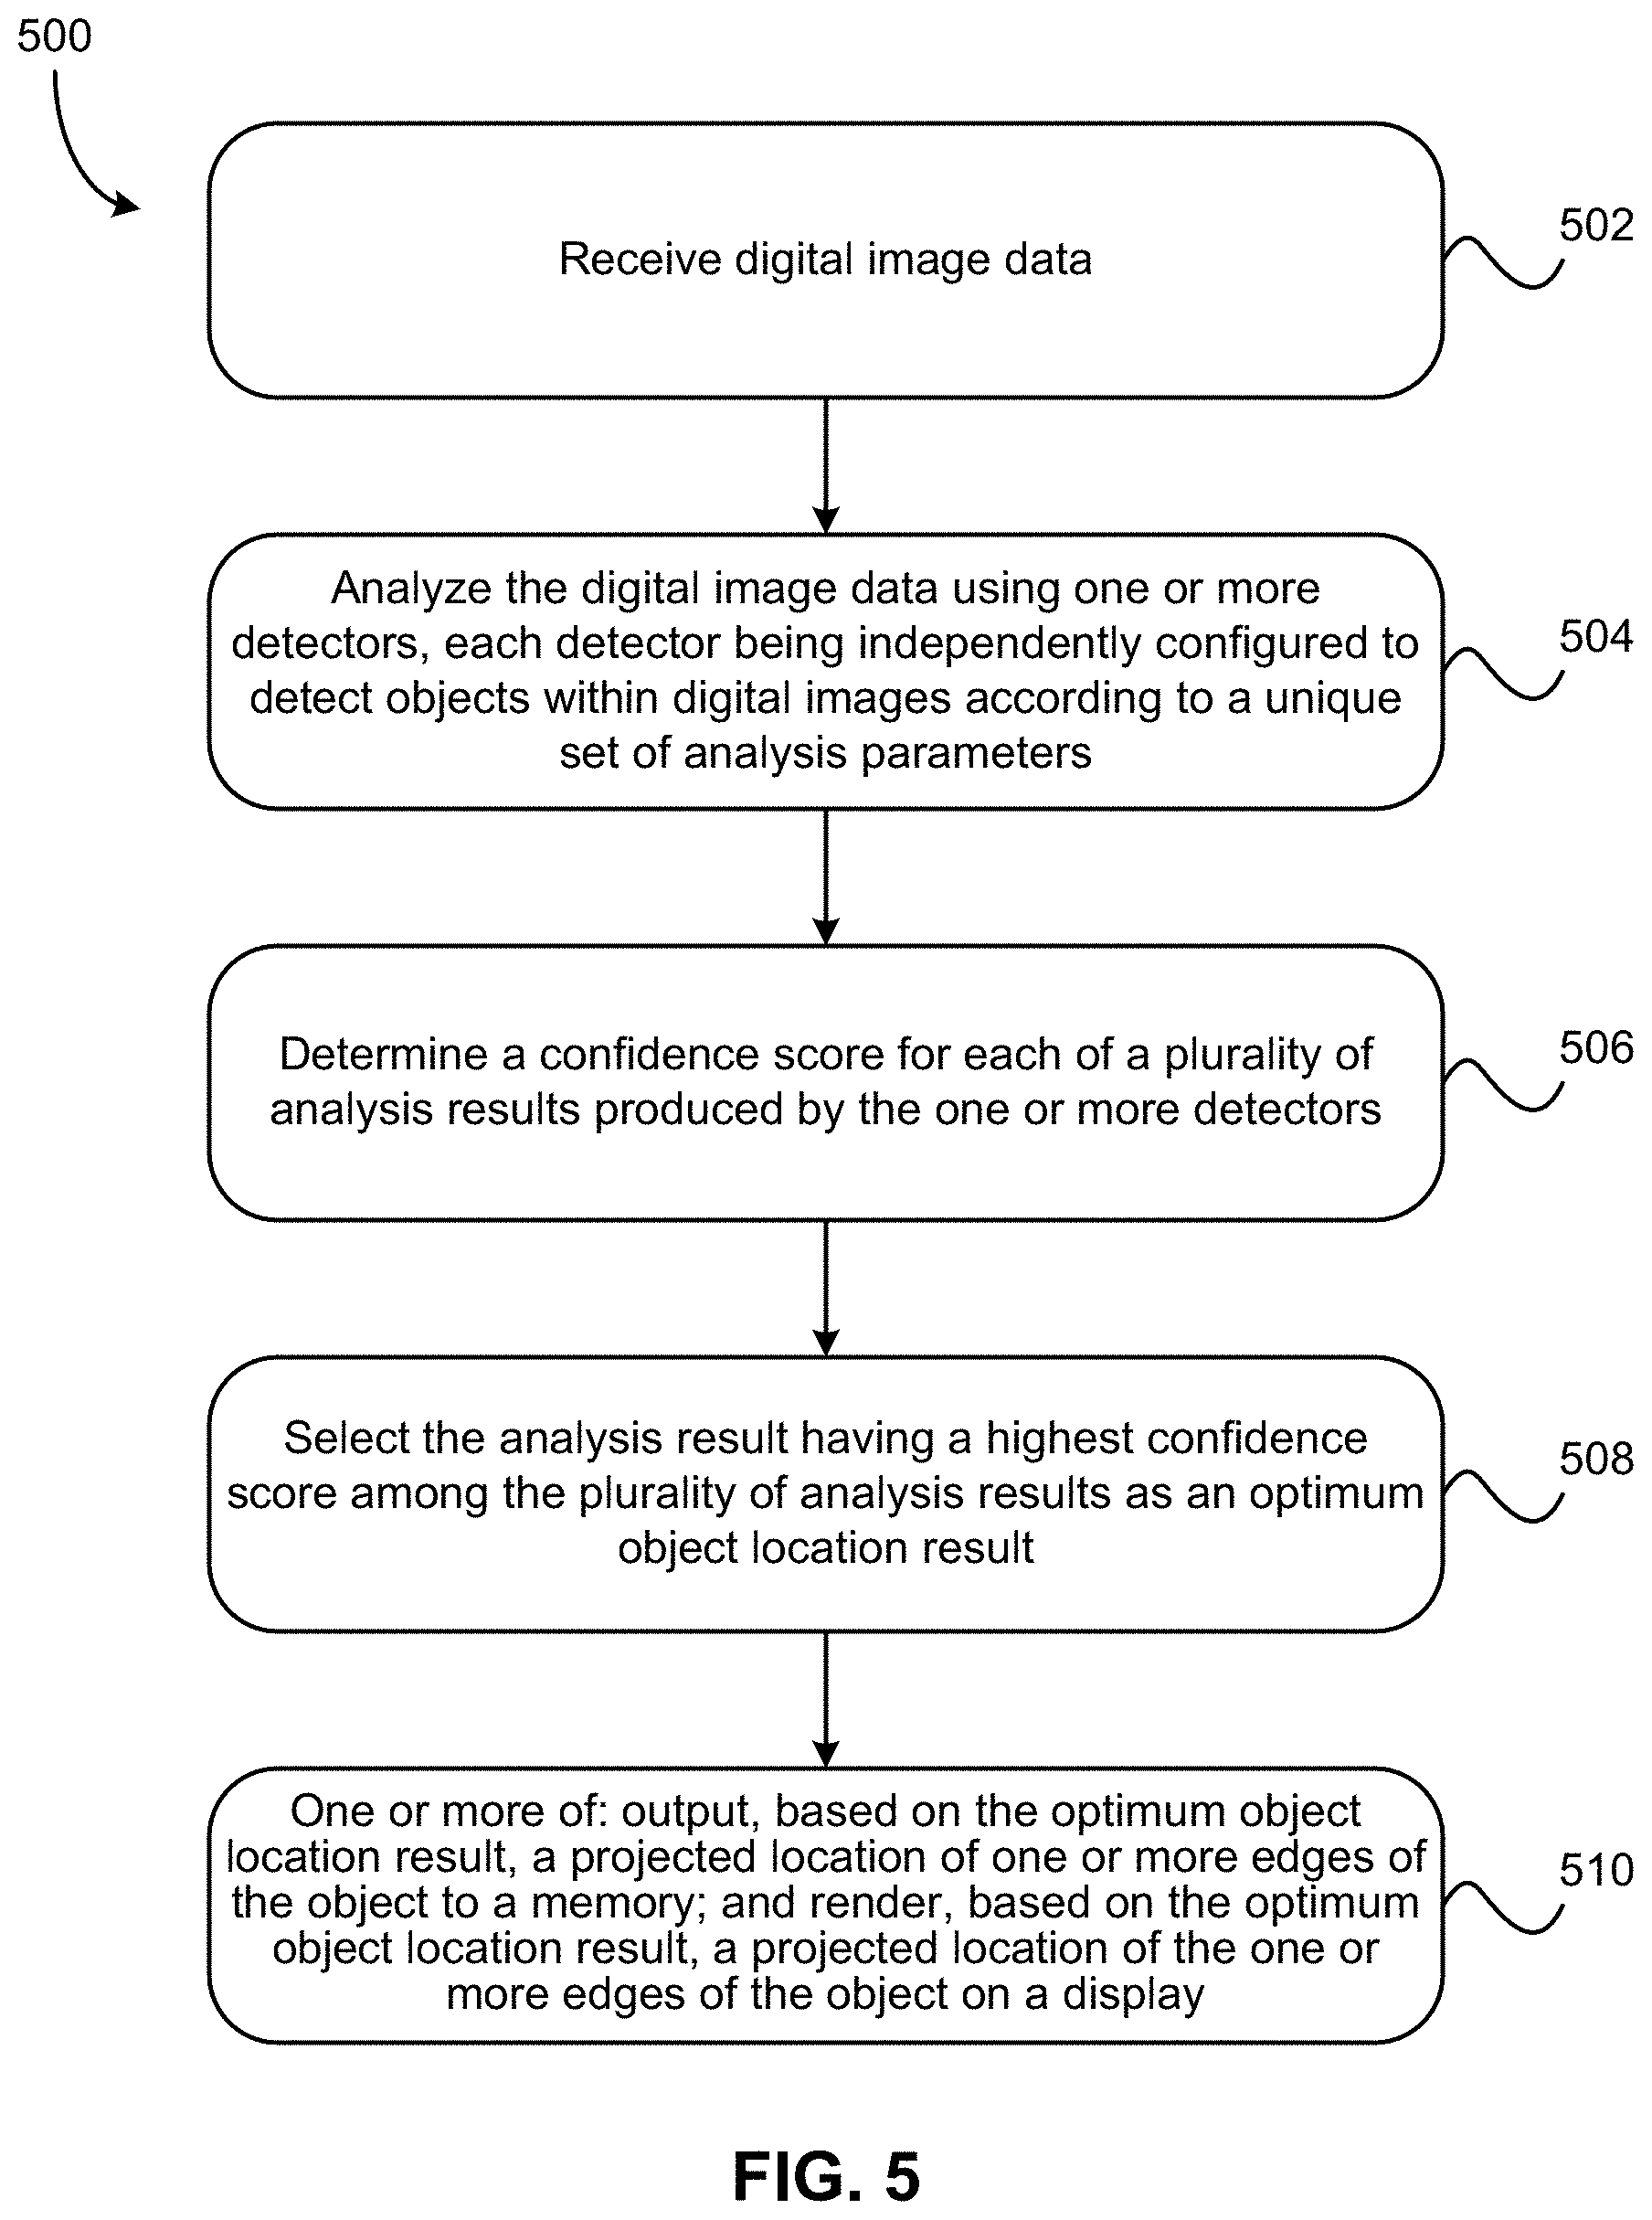 500
Receive digital image data
502
Analyze the digital image data using one or more
detectors, each detector being independently configured to
detect objects within digital images according to a unique
set of analysis parameters
504
Determine a confidence score for each of a plurality of
analysis results produced by the one or more detectors
506
Select the analysis result having a highest confidence
score among the plurality of analysis results as an optimum
object location result
508
One or more of: output, based on the optimum object
location result, a projected location of one or more edges of
the object to a memory; and render, based on the optimum
object location result, a projected location of the one or
more edges of the object on a display
510
FIG. 5